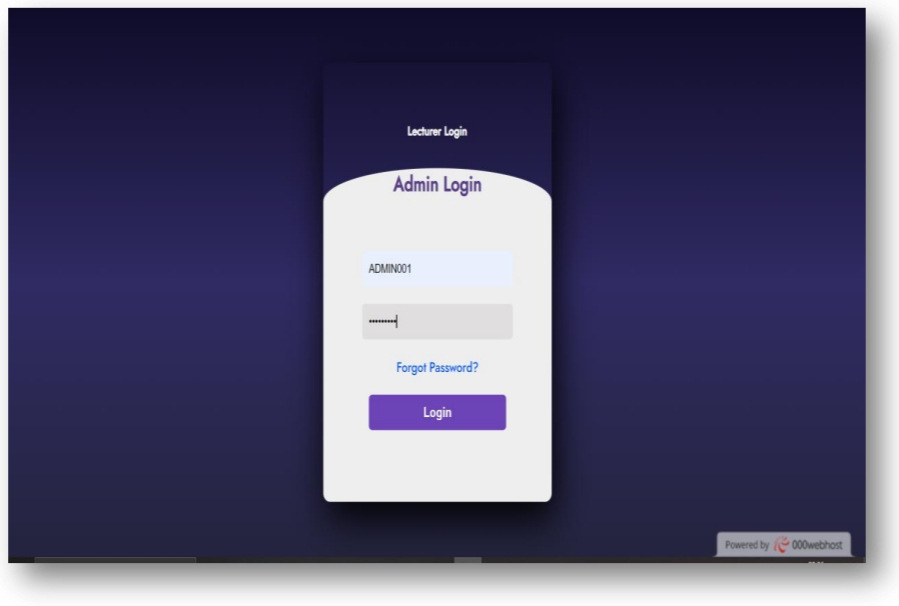 Lecturer Login
Admin Login
ADMIN001
Forgot Password?
Login
Powered by 000webhost